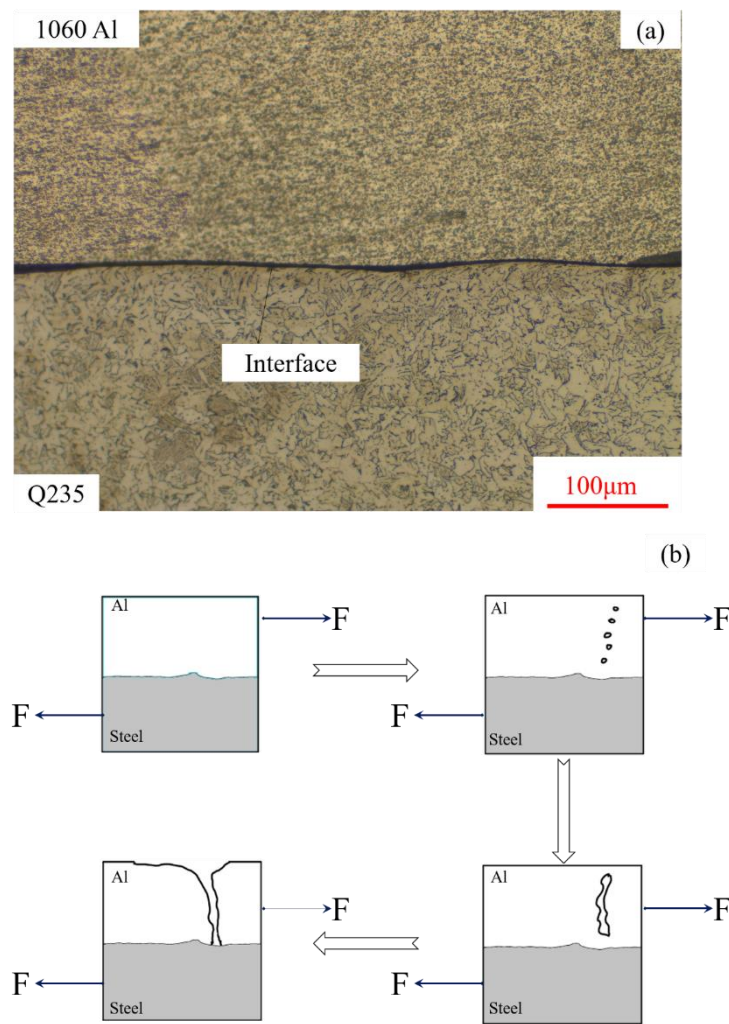 1060 Al
(a)
Interface
Q235
100μm
(b)
Al
F
F
Steel
Al
F
F
Steel
Al
F
F
Steel
Al
F
F
Steel